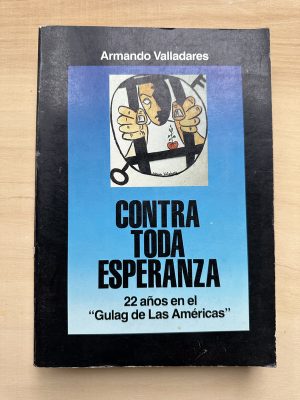 Armando Valladares
CONTRA
TODA
ESPERANZA
22 años en el
"Gulag de Las Américas"